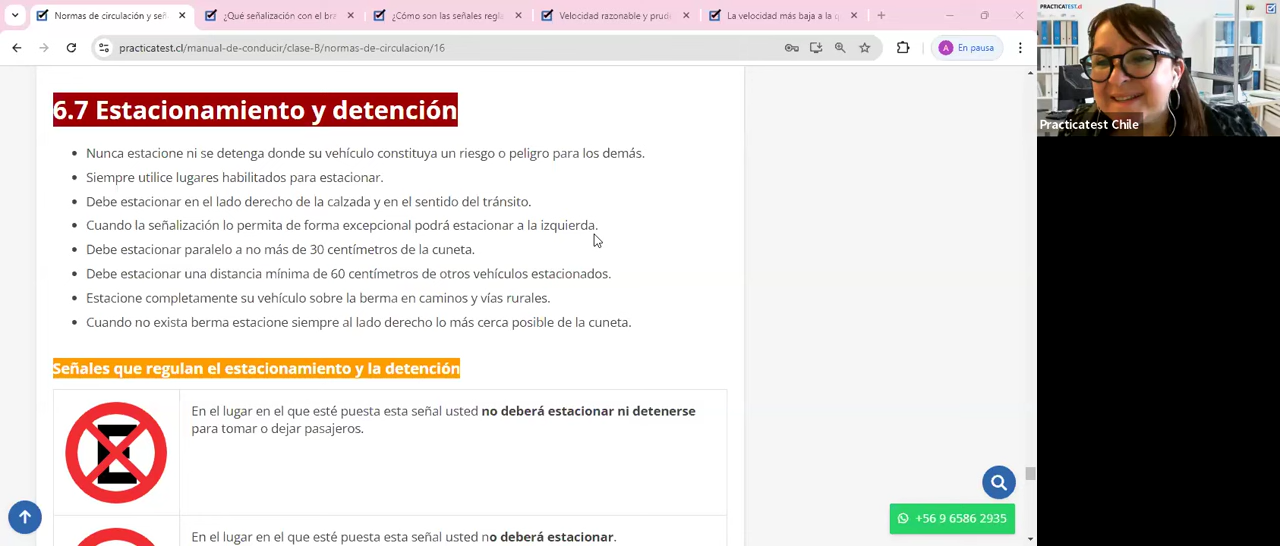 Normas de circulación y seña
¿Qué señalización con el bra
¿Cómo son las señales regla
Velocidad razonable y prudi
La velocidad más baja a la q
practicatest.cl/manual-de-conducir/clase-B/normas-de-circulacion/16
A En pausa
PRACTICATEST.cl
Practicatest Chile
6.7 Estacionamiento y detención
• Nunca estacione ni se detenga donde su vehículo constituya un riesgo o peligro para los demás.
• Siempre utilice lugares habilitados para estacionar.
• Debe estacionar en el lado derecho de la calzada y en el sentido del tránsito.
• Cuando la señalización lo permita de forma excepcional podrá estacionar a la izquierda.
• Debe estacionar paralelo a no más de 30 centímetros de la cuneta.
• Debe estacionar una distancia mínima de 60 centímetros de otros vehículos estacionados.
• Estacione completamente su vehículo sobre la berma en caminos y vías rurales.
• Cuando no exista berma estacione siempre al lado derecho lo más cerca posible de la cuneta.
Señales que regulan el estacionamiento y la detención
E
En el lugar en el que esté puesta esta señal usted no deberá estacionar ni detenerse
para tomar o dejar pasajeros.
+56 9 6586 2935
En el lugar en el que esté puesta esta señal usted no deberá estacionar.